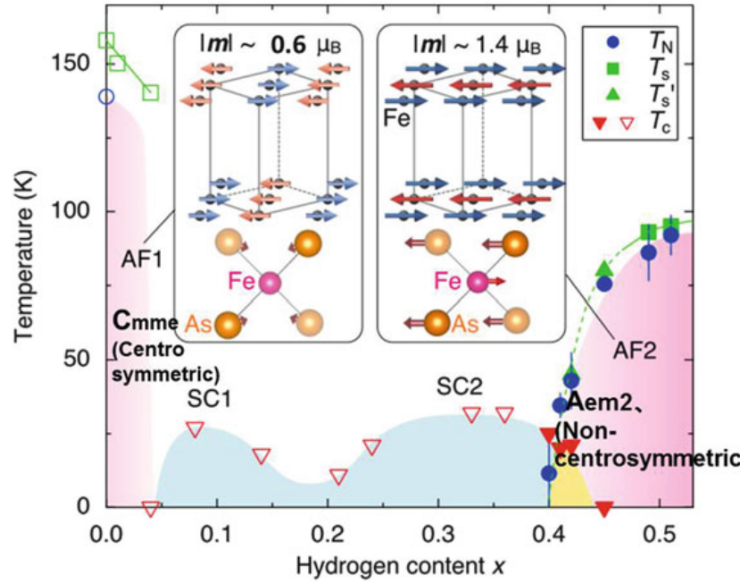 |m| ~ 0.6 μB
|m| ~ 1.4 μB
TN
Ts
Ts'
Tc
150
100
50
0
Temperature (K)
Fe
AF1
Fe
As
Fe
As
AF2
Cmme
(Centro
symmetric)
SC1
SC2
Aem2、
(Non-
centrosymmetric
0.0
0.1
0.2
0.3
0.4
0.5
Hydrogen content x